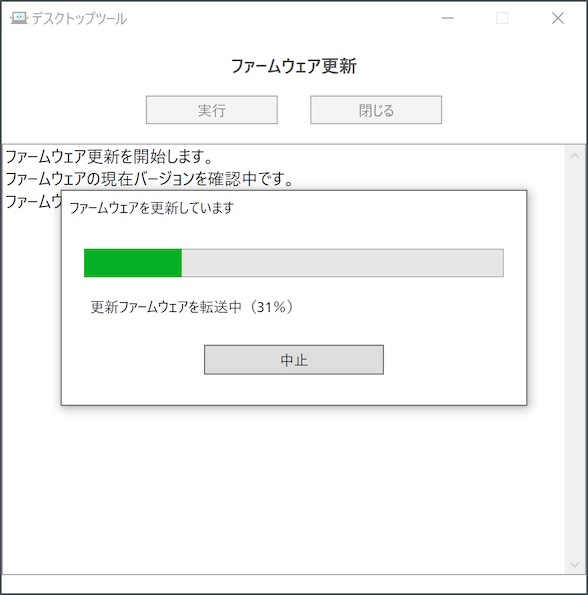 デスクトップツール
ファームウェア更新
実行
閉じる
ファームウェア更新を開始します。
ファームウェアの現在バージョンを確認中です。
ファームウ
ファームウェアを更新しています
更新ファームウェアを転送中（31%）
中止